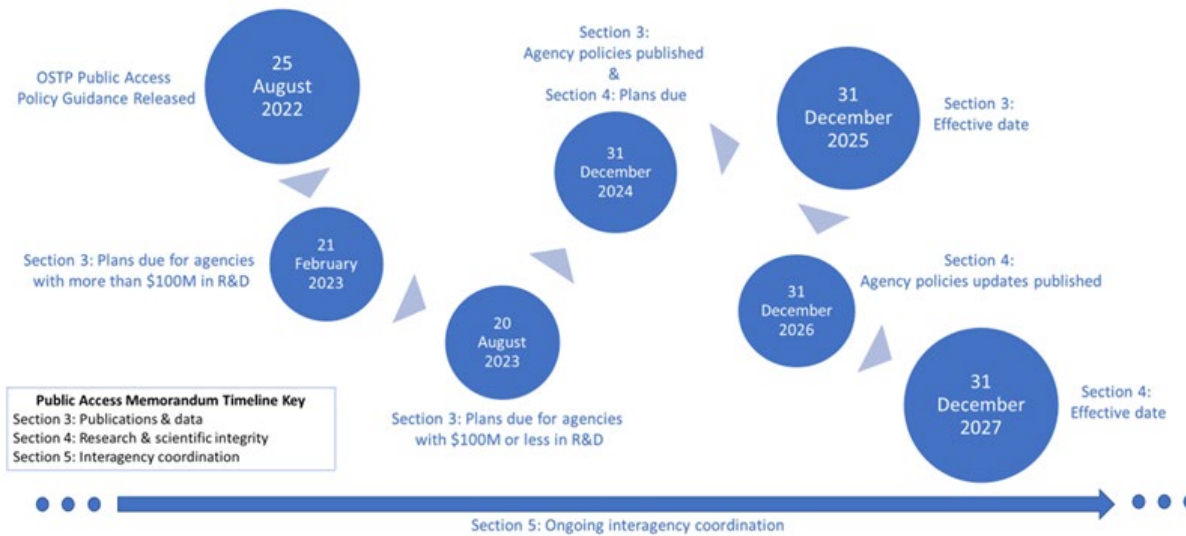 OSTP Public Access
Policy Guidance Released
25
August
2022
Section 3: Plans due for agencies
with more than $100M in R&D
21
February
2023
20
August
2023
Section 3: Plans due for agencies
with $100M or less in R&D
Section 3:
Agency policies published
&
Section 4: Plans due
31
December
2024
31
December
2025
Section 3:
Effective date
31
December
2026
Section 4:
Agency policies updates published
31
December
2027
Section 4:
Effective date
Public Access Memorandum Timeline Key
Section 3: Publications & data
Section 4: Research & scientific integrity
Section 5: Interagency coordination
Section 5: Ongoing interagency coordination